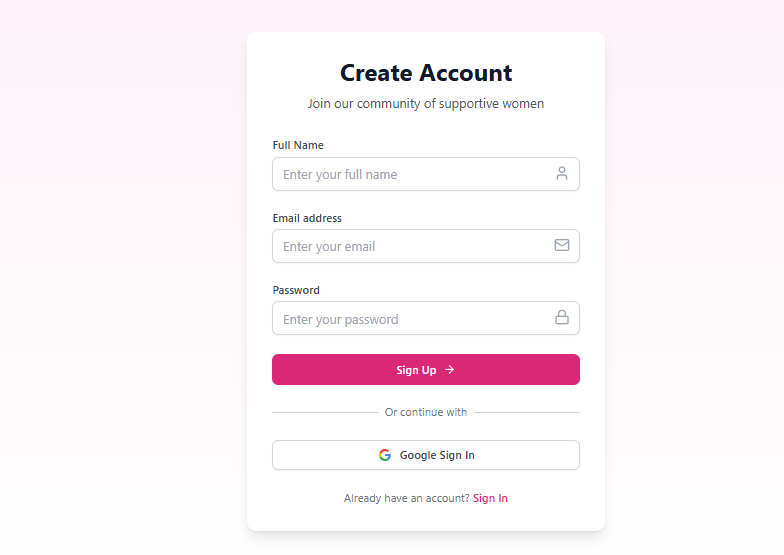 Create Account
Join our community of supportive women
Full Name
Enter your full name
Email address
Enter your email
Password
Enter your password
Sign Up →
Or continue with
Google Sign In
Already have an account? Sign In